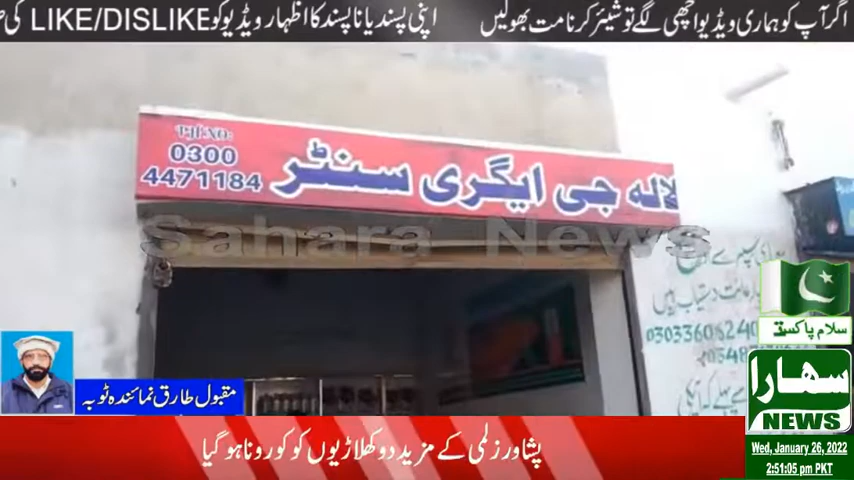 اگر آپ کو ہماری ویڈیو اچھی لگے تو شیئر کرنا مت بھولیں
اپنی پسند یا ناپسند کا اظہار ویڈیو کو LIKE/DISLIKE کی
PH.NO:
0300
4471184
لالہ جی ایگری سنٹر
Sahara News
دستیاب ہیں
سلام پاکستان
مقبول طارق نمائندہ ٹوبہ
سہارا
NEWS
پشاور زلمی کے مزید دو کھلاڑیوں کو کورونا ہو گیا
Wed, January 26, 2022
2:51:05 pm PKT